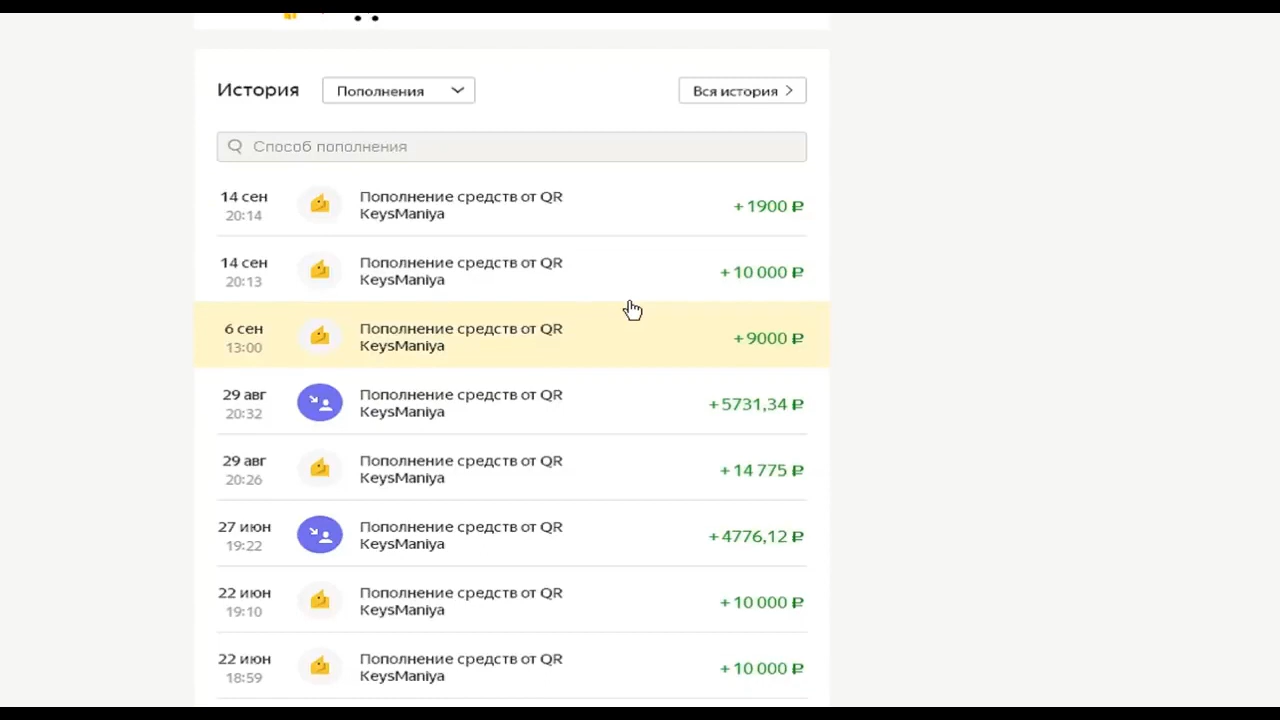 История
Пополнения
Вся история
Способ пополнения
14 сен
20:14
Пополнение средств от QR
KeysManiya
+1900 ₽
14 сен
20:13
Пополнение средств от QR
KeysManiya
+10 000 ₽
6 сен
13:00
Пополнение средств от QR
KeysManiya
+9000 ₽
29 авг
20:32
Пополнение средств от QR
KeysManiya
+5731,34 ₽
29 авг
20:26
Пополнение средств от QR
KeysManiya
+14 775 ₽
27 июн
19:22
Пополнение средств от QR
KeysManiya
+4776,12 ₽
22 июн
19:10
Пополнение средств от QR
KeysManiya
+10 000 ₽
22 июн
18:59
Пополнение средств от QR
KeysManiya
+10 000 ₽